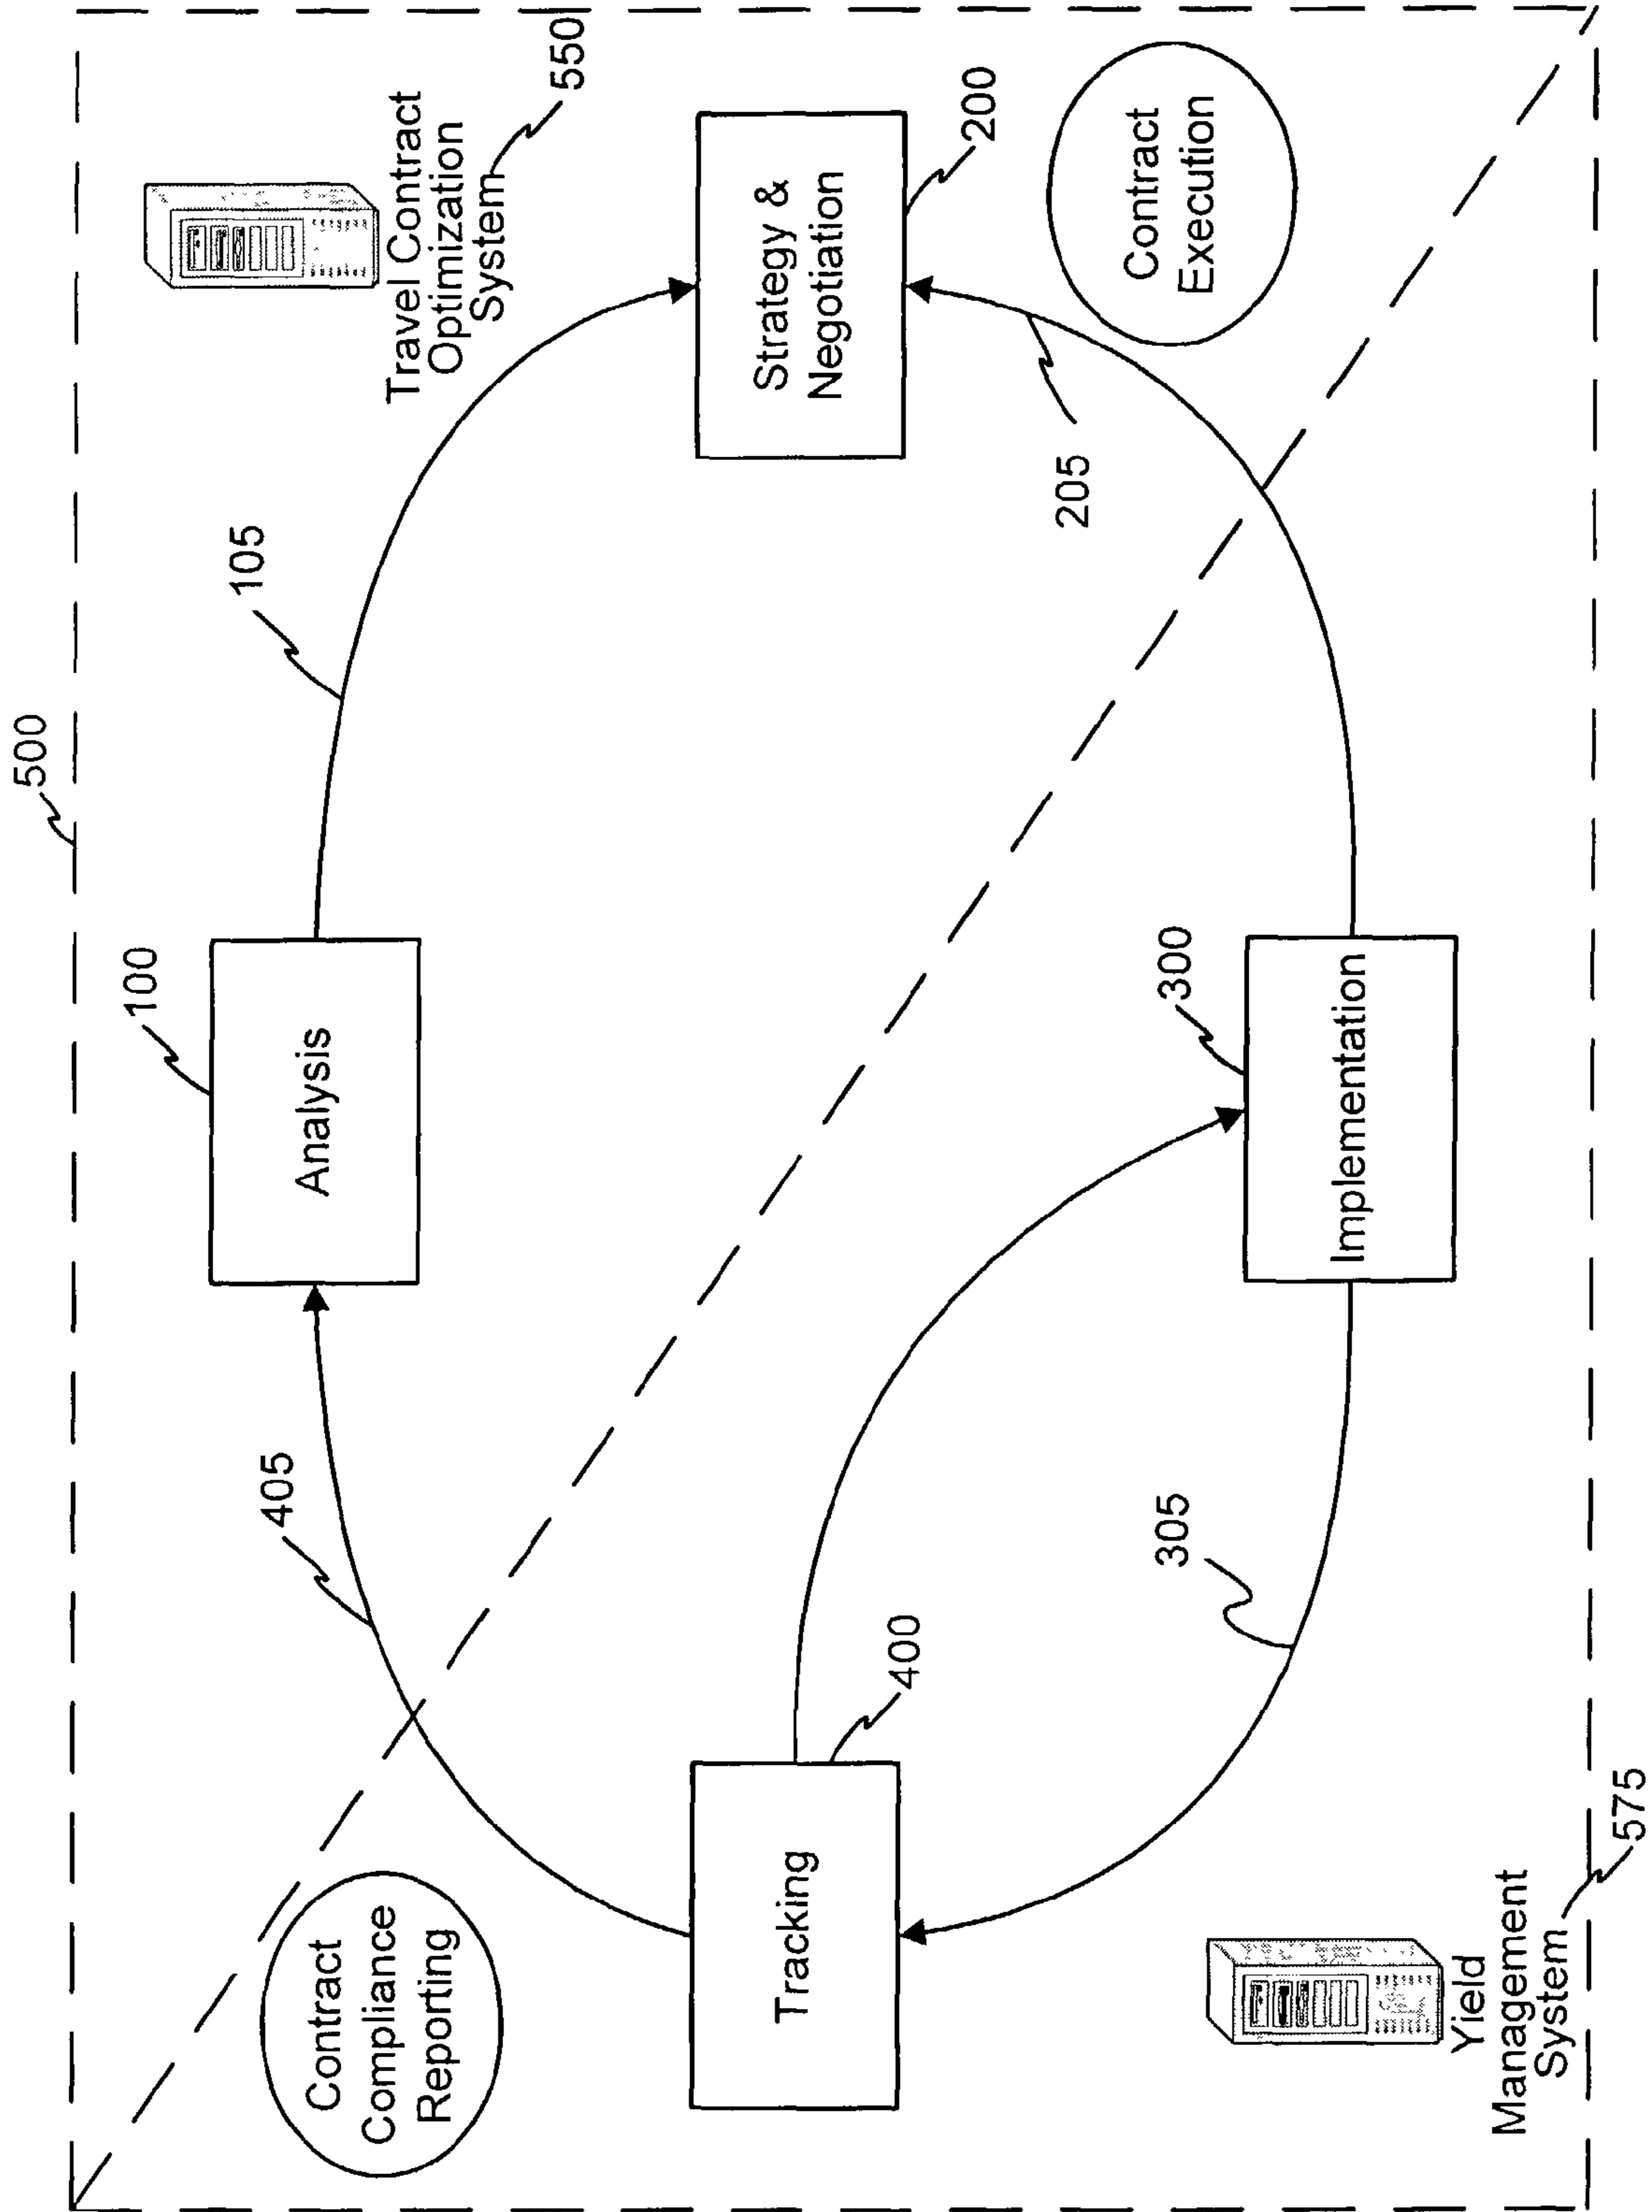 500
100
Analysis
105
405
Travel Contract
Optimization
System
550
Contract
Compliance
Reporting
Tracking
400
Strategy &
Negotiation
200
205
Contract
Execution
305
300
Implementation
Yield
Management
System
575